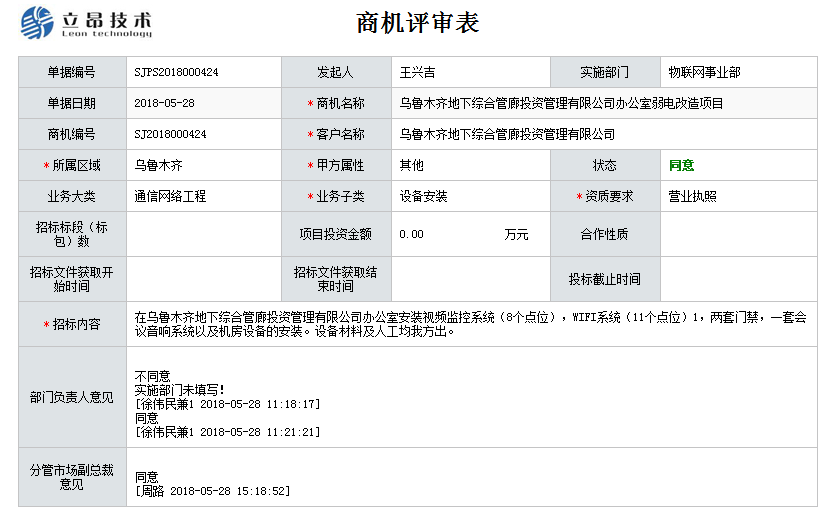 立昂技术
Leon technology
商机评审表
单据编号 SJPS2018000424 发起人 王兴吉 实施部门 物联网事业部
单据日期 2018-05-28 *商机名称 乌鲁木齐地下综合管廊投资管理有限公司办公室弱电改造项目
商机编号 SJ2018000424 *客户名称 乌鲁木齐地下综合管廊投资管理有限公司
*所属区域 乌鲁木齐 *甲方属性 其他 状态 同意
业务大类 通信网络工程 *业务子类 设备安装 *资质要求 营业执照
招标标段（标
包）数 项目投资金额 0.00 万元 合作性质
招标文件获取开
始时间 招标文件获取结
束时间 投标截止时间
*招标内容 在乌鲁木齐地下综合管廊投资管理有限公司办公室安装视频监控系统（8个点位），WIFI系统（11个点位）1，两套门禁，一套会
议音响系统以及机房设备的安装。设备材料及人工均我方出。
部门负责人意见
不同意
实施部门未填写！
[徐伟民兼1 2018-05-28 11:18:17]
同意
[徐伟民兼1 2018-05-28 11:21:21]
分管市场副总裁
意见
同意
[周路 2018-05-28 15:18:52]